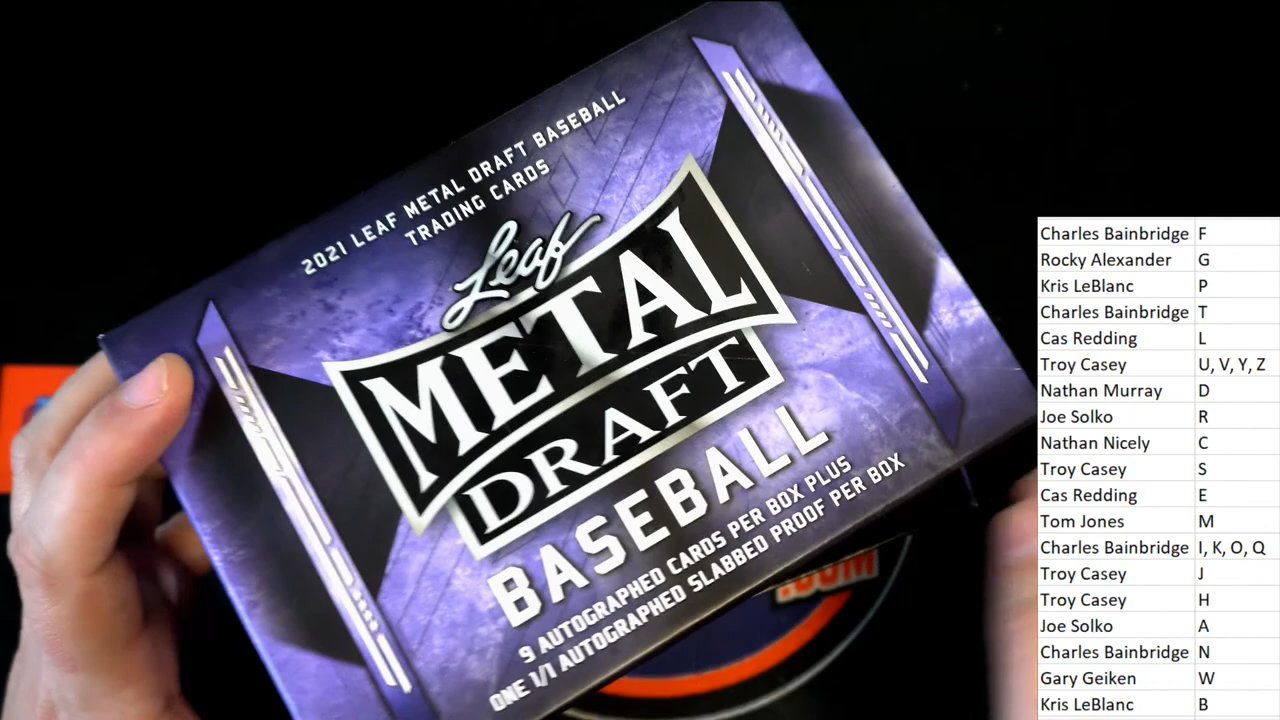 2021 LEAF METAL DRAFT BASEBALL
TRADING CARDS
Leaf
METAL
DRAFT
BASEBALL
9 AUTOGRAPHED CARDS PER BOX PLUS
ONE 1/1 AUTOGRAPHED SLABBED PROOF PER BOX
.COM
Charles Bainbridge F
Rocky Alexander G
Kris LeBlanc P
Charles Bainbridge T
Cas Redding L
Troy Casey U, V, Y, Z
Nathan Murray D
Joe Solko R
Nathan Nicely C
Troy Casey S
Cas Redding E
Tom Jones M
Charles Bainbridge I, K, O, Q
Troy Casey J
Troy Casey H
Joe Solko A
Charles Bainbridge N
Gary Geiken W
Kris LeBlanc B